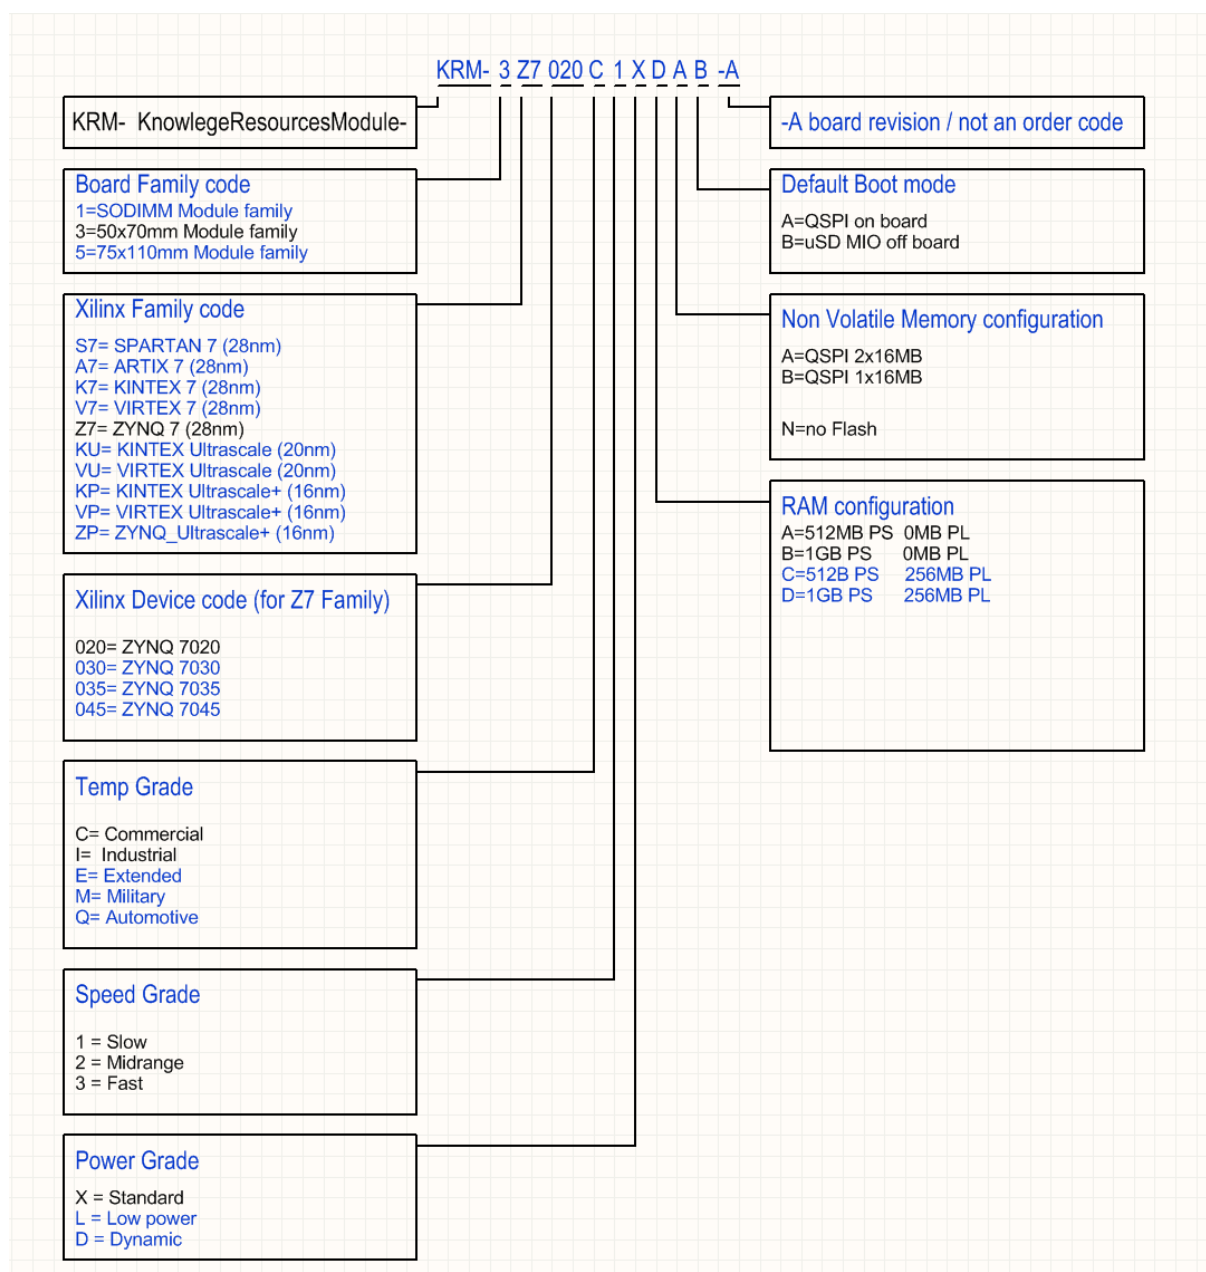 KRM- 3 Z7 020 C 1 X D A B -A
KRM- KnowlegeResourcesModule-
Board Family code
1=SODIMM Module family
3=50x70mm Module family
5=75x110mm Module family
Xilinx Family code
S7= SPARTAN 7 (28nm)
A7= ARTIX 7 (28nm)
K7= KINTEX 7 (28nm)
V7= VIRTEX 7 (28nm)
Z7= ZYNQ 7 (28nm)
KU= KINTEX Ultrascale (20nm)
VU= VIRTEX Ultrascale (20nm)
KP= KINTEX Ultrascale+ (16nm)
VP= VIRTEX Ultrascale+ (16nm)
ZP= ZYNQ_Ultrascale+ (16nm)
Xilinx Device code (for Z7 Family)
020= ZYNQ 7020
030= ZYNQ 7030
035= ZYNQ 7035
045= ZYNQ 7045
Temp Grade
C= Commercial
I= Industrial
E= Extended
M= Military
Q= Automotive
Speed Grade
1 = Slow
2 = Midrange
3 = Fast
Power Grade
X = Standard
L = Low power
D = Dynamic
-A board revision / not an order code
Default Boot mode
A=QSPI on board
B=uSD MIO off board
Non Volatile Memory configuration
A=QSPI 2x16MB
B=QSPI 1x16MB
N=no Flash
RAM configuration
A=512MB PS 0MB PL
B=1GB PS 0MB PL
C=512B PS 256MB PL
D=1GB PS 256MB PL